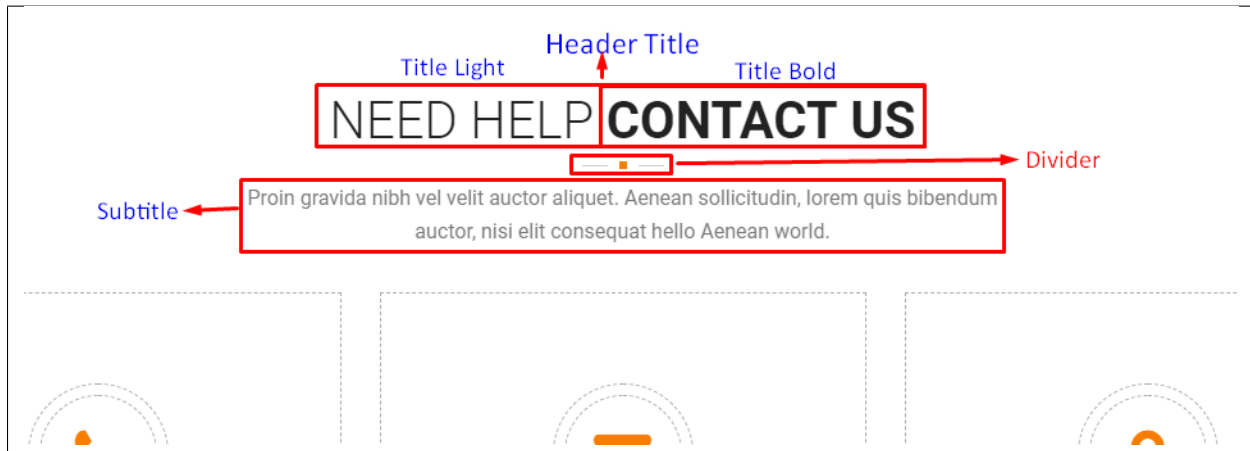 Header Title
Title Light
Title Bold
NEED HELP CONTACT US
Divider
Subtitle
Proin gravida nibh vel velit auctor aliquet. Aenean sollicitudin, lorem quis bibendum
auctor, nisi elit consequat hello Aenean world.